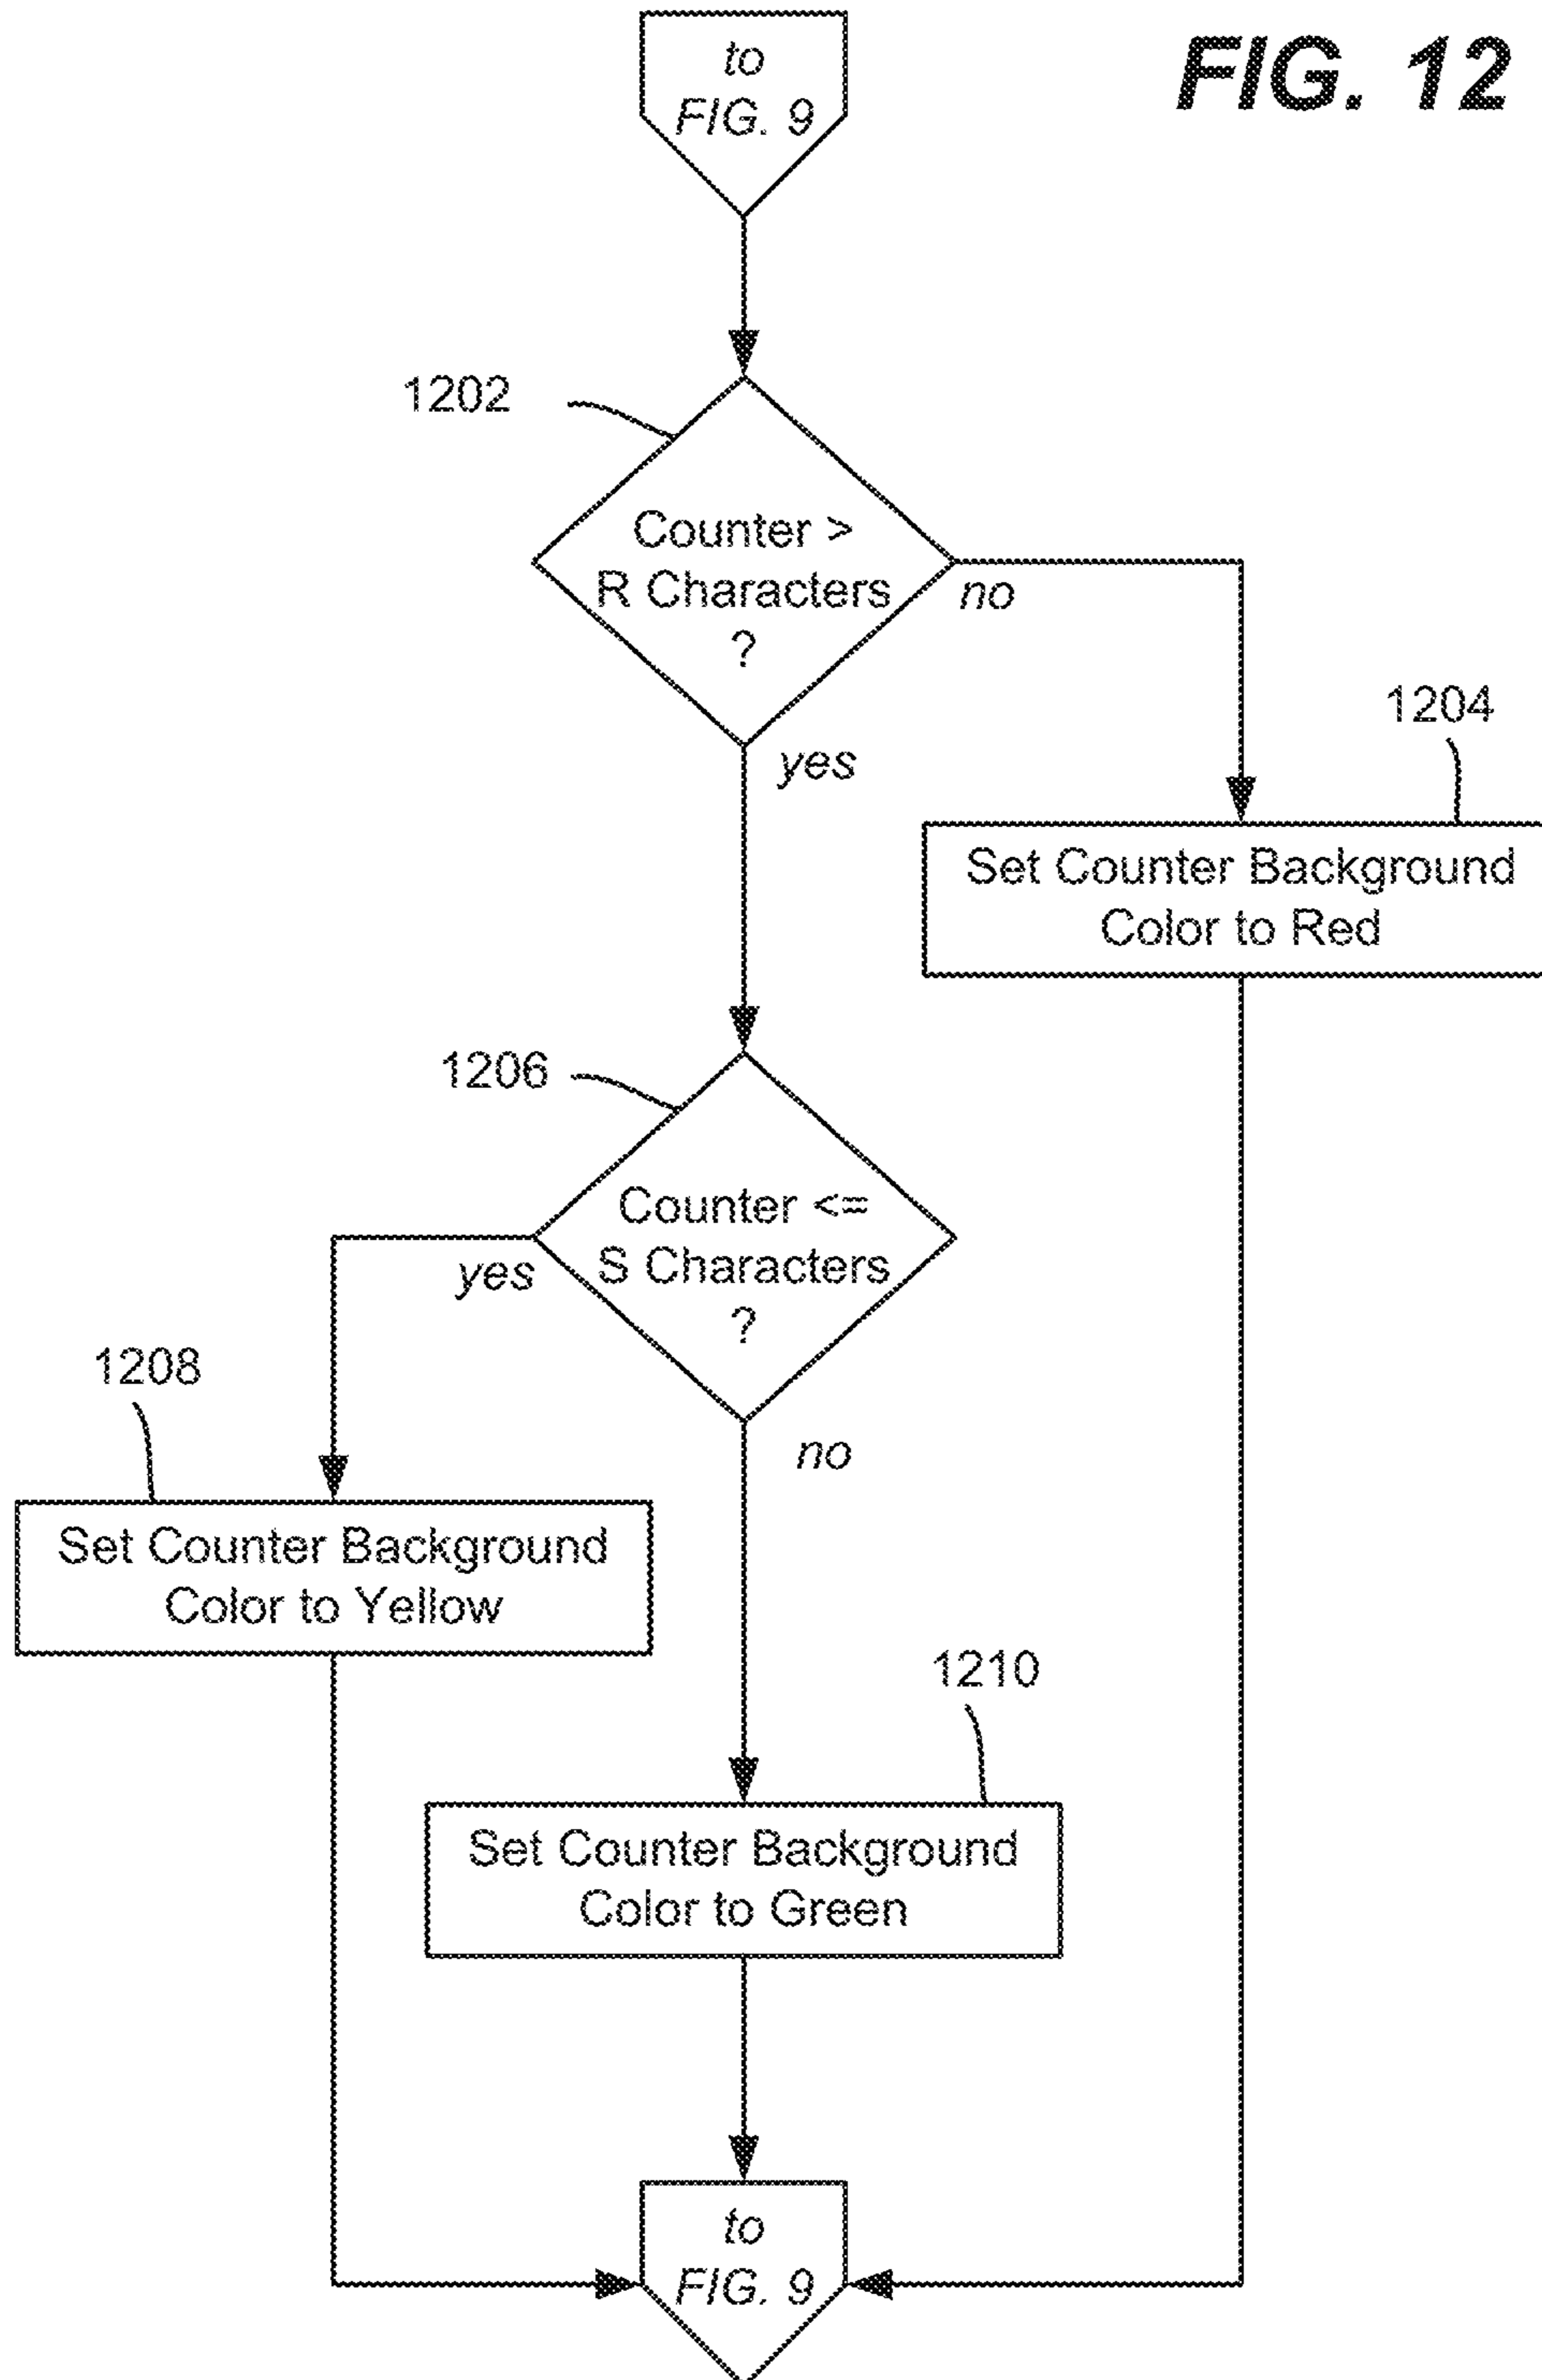 FIG. 12
to
FIG. 9
1202
Counter >
R Characters
?
no
yes
1204
Set Counter Background
Color to Red
1206
Counter <=
S Characters
?
yes
no
1208
Set Counter Background
Color to Yellow
1210
Set Counter Background
Color to Green
to
FIG. 9